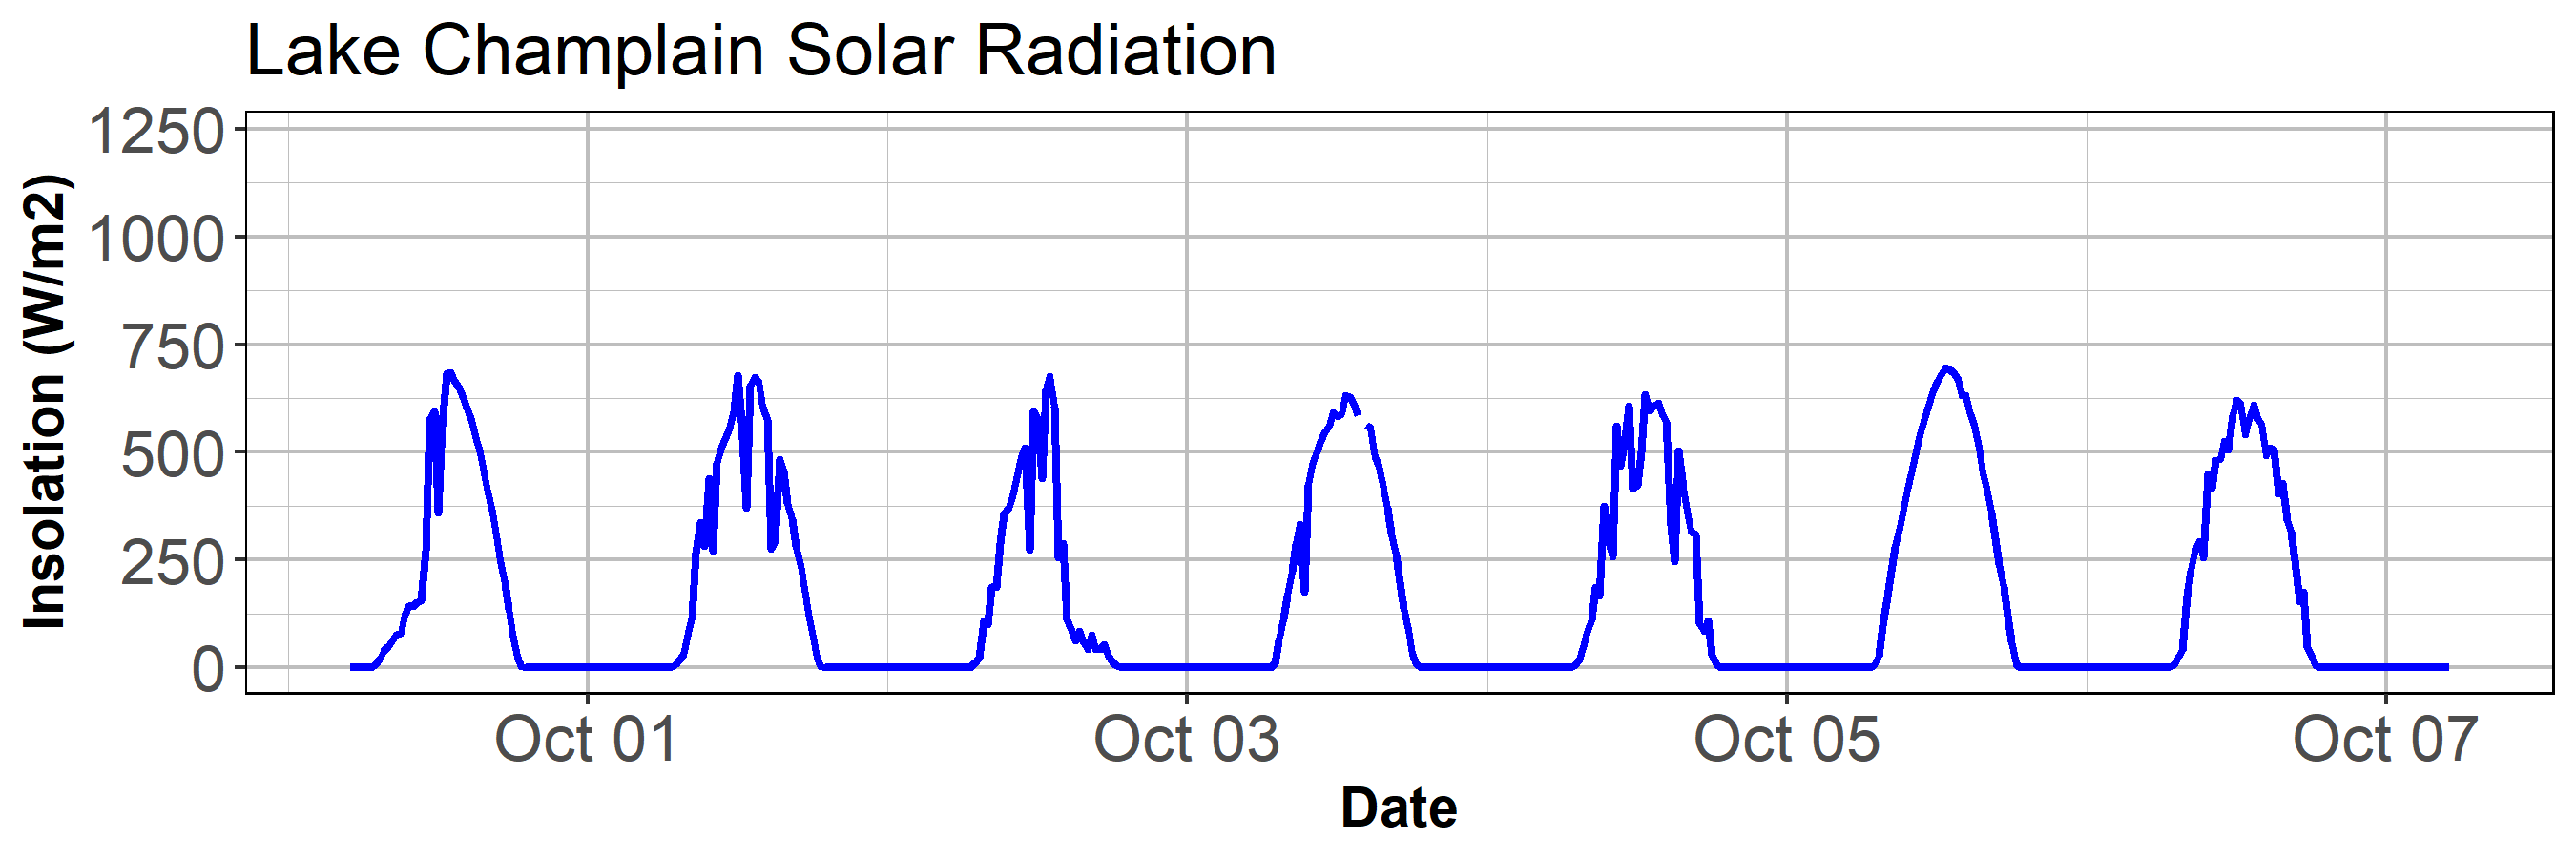 Lake Champlain Solar Radiation
Insolation (W/m2)
1250
1000
750
500
250
0
Oct 01
Oct 03
Oct 05
Oct 07
Date